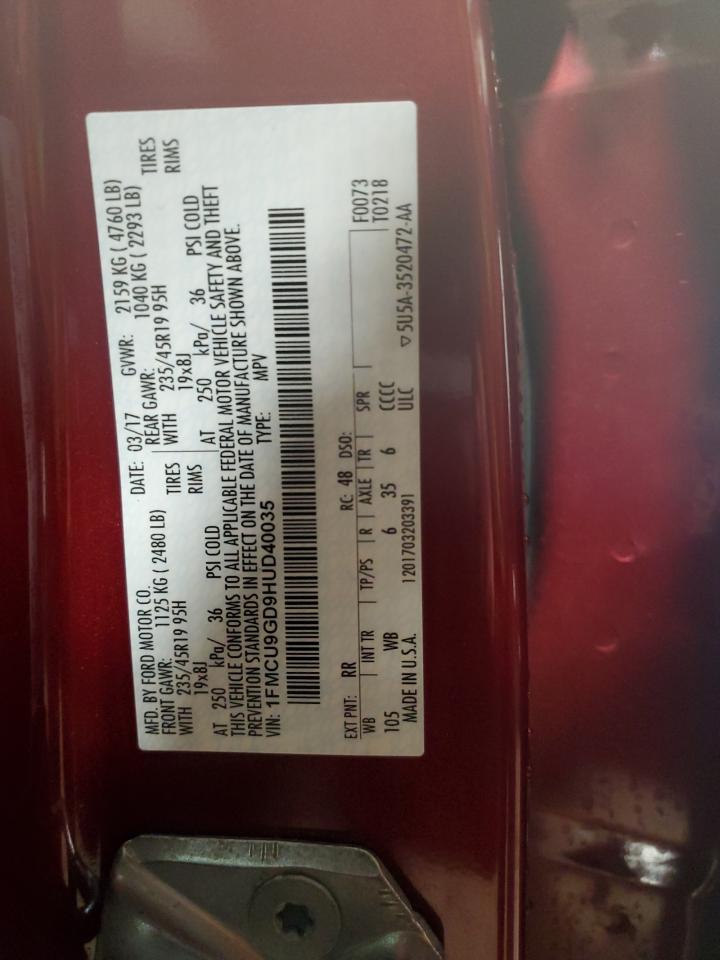 MFD. BY FORD MOTOR CO.
DATE: 03/17 GVWR: 2159 KG ( 4760 LB)
FRONT GAWR: 1125 KG ( 2480 LB) REAR GAWR: 1040 KG ( 2293 LB)
WITH 235/45R19 95H TIRES WITH 235/45R19 95H TIRES
19x8J RIMS 19x8J RIMS
AT 250 kPa/ 36 PSI COLD AT 250 kPa/ 36 PSI COLD
THIS VEHICLE CONFORMS TO ALL APPLICABLE FEDERAL MOTOR VEHICLE SAFETY AND THEFT
PREVENTION STANDARDS IN EFFECT ON THE DATE OF MANUFACTURE SHOWN ABOVE.
VIN: 1FMCU9GD9HUD40035 TYPE: MPV
EXT PNT: RR RC: 48 DSO: F0073
WB INT TR TP/PS R AXLE TR SPR T0218
105 WB 6 35 6 CCCC
MADE IN U.S.A. 120170320339] ULC ▽5U5A-3520472-AA